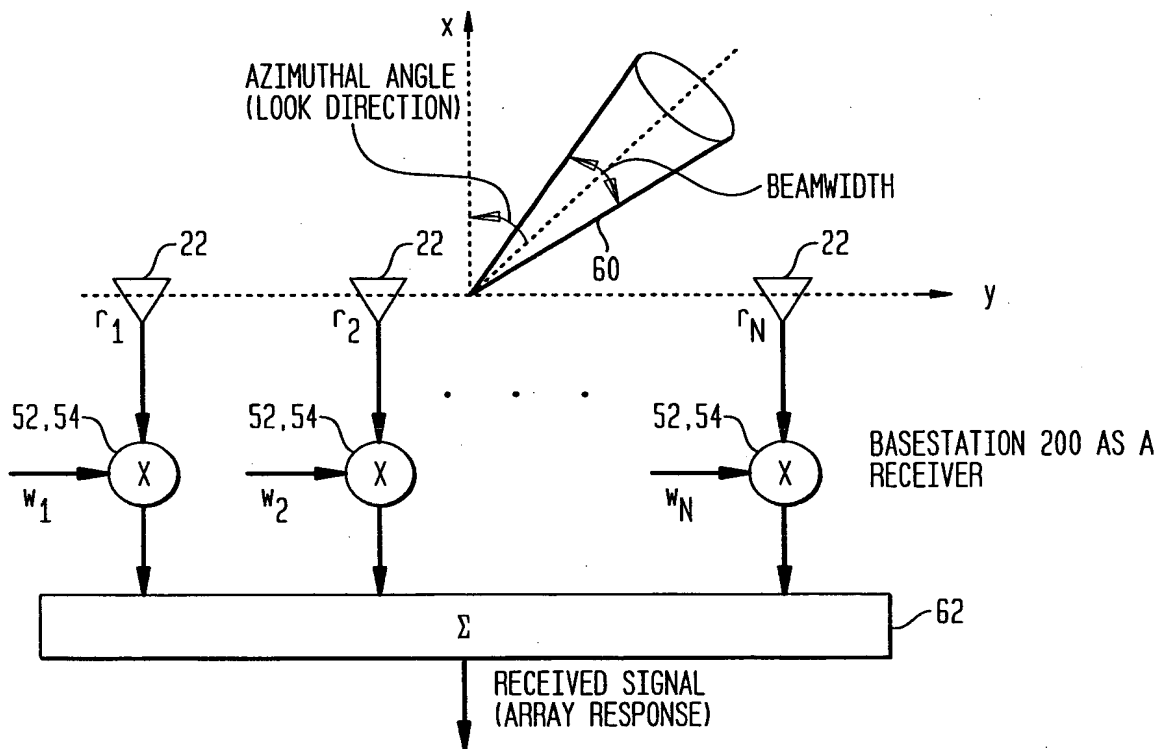 x
AZIMUTHAL ANGLE
(LOOK DIRECTION)
BEAMWIDTH
22
22
60
22
y
r1
r2
rN
. . .
52,54
52,54
52,54
BASESTATION 200 AS A
RECEIVER
X
X
X
w1
w2
wN
62
Σ
RECEIVED SIGNAL
(ARRAY RESPONSE)